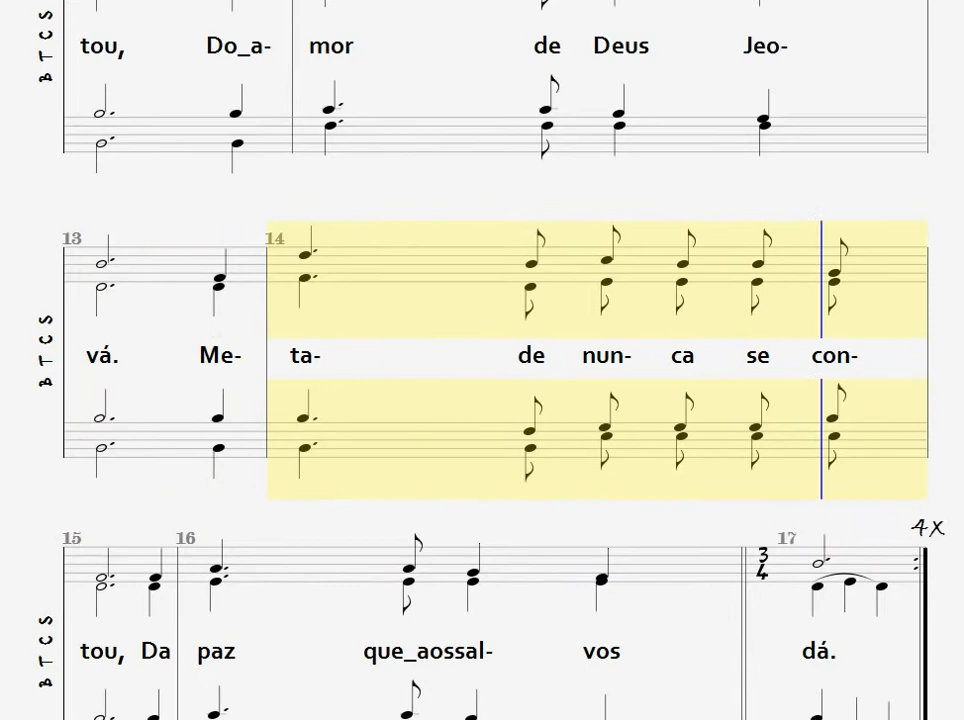 tou, Do_a- mor de Deus Jeo-
B T C S
13 14
vá. Me- ta- de nun- ca se con-
B T C S
4X
15 16 17
3
4
tou, Da paz que_aossal- vos dá.
B T C S